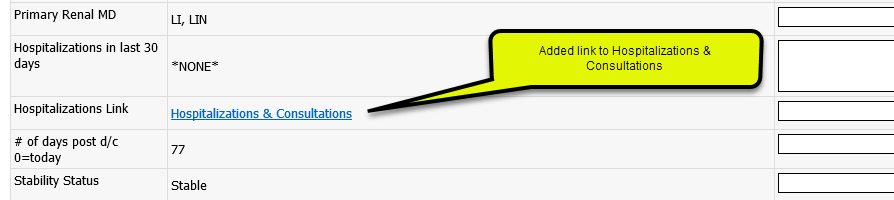 Primary Renal MD
LI, LIN
Hospitalizations in last 30
days
*NONE*
Added link to Hospitalizations &
Consultations
Hospitalizations Link
Hospitalizations & Consultations
# of days post d/c
0=today
77
Stability Status
Stable